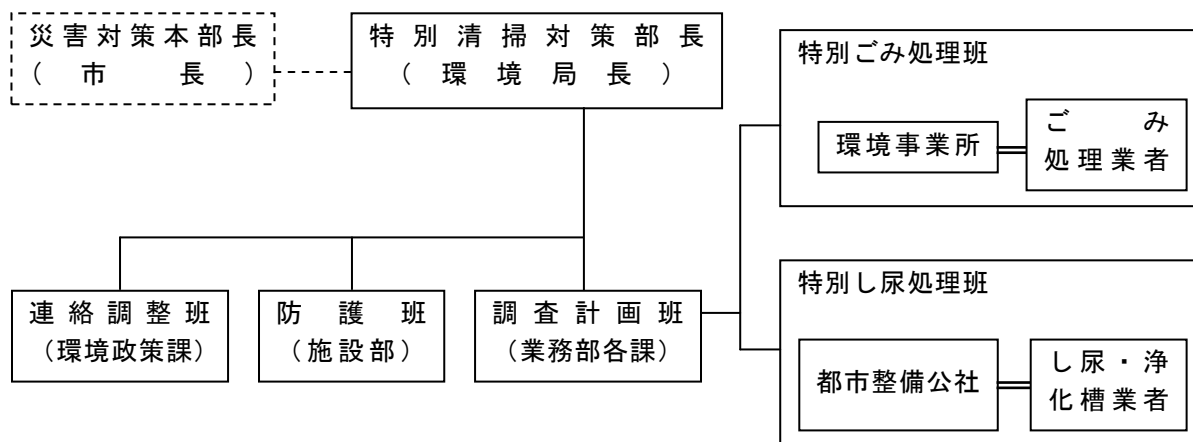 災害対策本部長
（市長）
特別清掃対策部長
（環境局長）
特別ごみ処理班
環境事業所
ごみ
処理業者
連絡調整班
（環境政策課）
防護班
（施設部）
調査計画班
（業務部各課）
特別し尿処理班
都市整備公社
し尿・浄
化槽業者